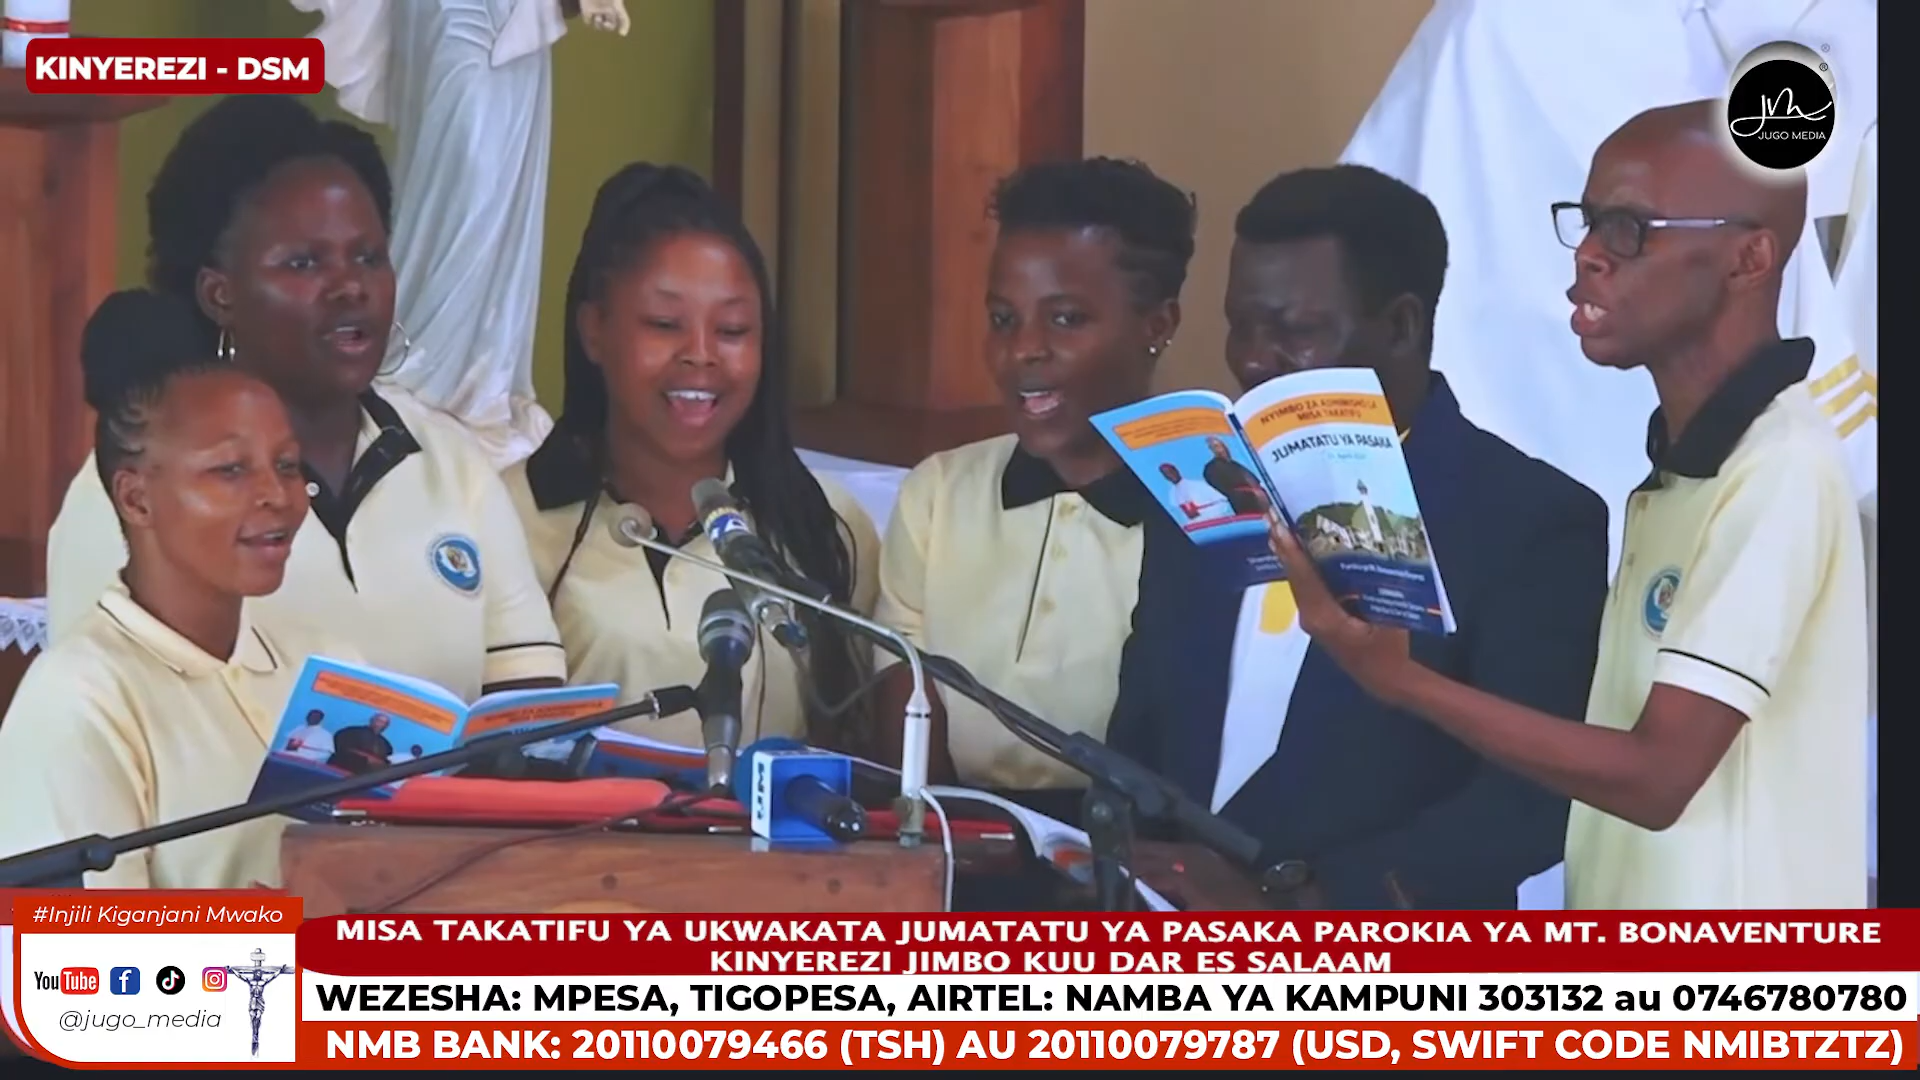 KINYEREZI - DSM
JM
JUGO MEDIA
NYIMBO ZA ADHIMISHO LA
MISA TAKATIFU
JUMATATU YA PASAKA
#Injili Kiganjani Mwako
YouTube
@jugo_media
MISA TAKATIFU YA UKWAKATA JUMATATU YA PASAKA PAROKIA YA MT. BONAVENTURE
KINYEREZI JIMBO KUU DAR ES SALAAM
WEZESHA: MPESA, TIGOPESA, AIRTEL: NAMBA YA KAMPUNI 303132 au 0746780780
NMB BANK: 20110079466 (TSH) AU 20110079787 (USD, SWIFT CODE NMIBTZTZ)